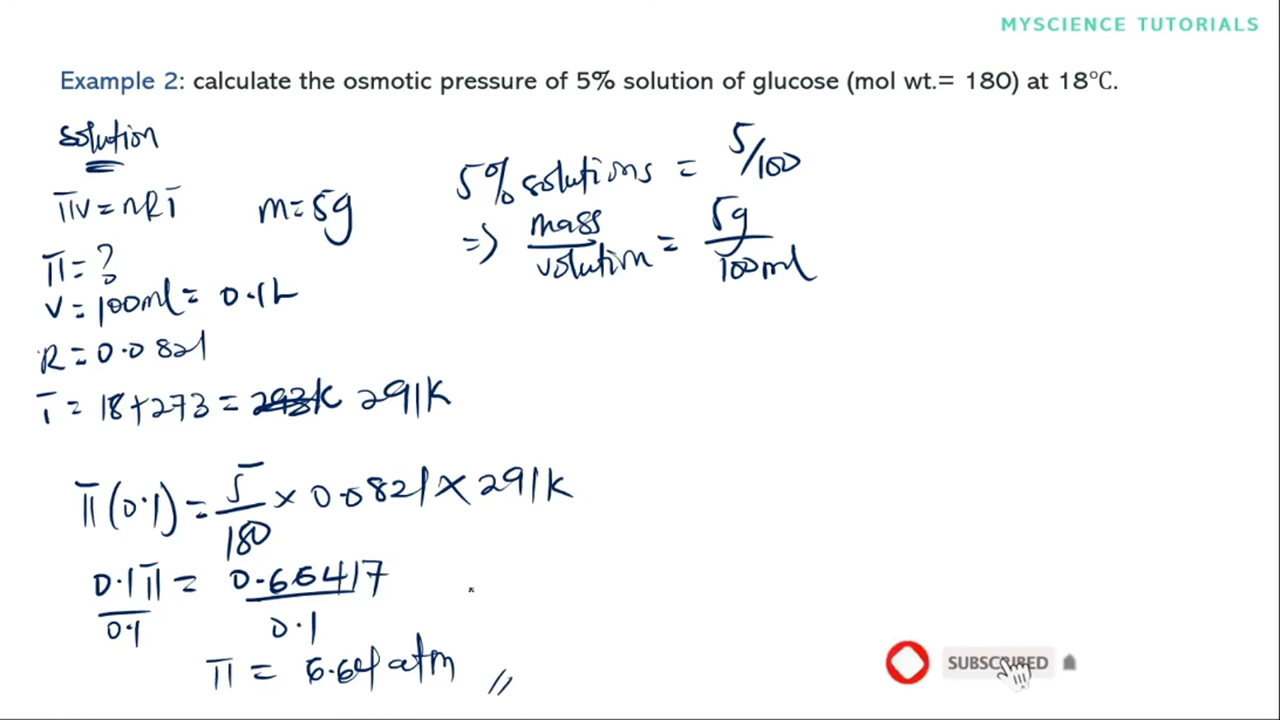 MYSCIENCE TUTORIALS
Example 2: calculate the osmotic pressure of 5% solution of glucose (mol wt.= 180) at 18°C.
solution
πV = nRT
m = 5g
π = ?
V = 100ml = 0.1L
R = 0.0821
T = 18+273 = 291K
5% solutions = 5/100
=> mass/volution = 5g/100ml
π(0.1) = 5/180 × 0.0821 × 291K
0.1π/0.1 = 0.66417/0.1
π = 6.64 atm //
SUBSCRIBED